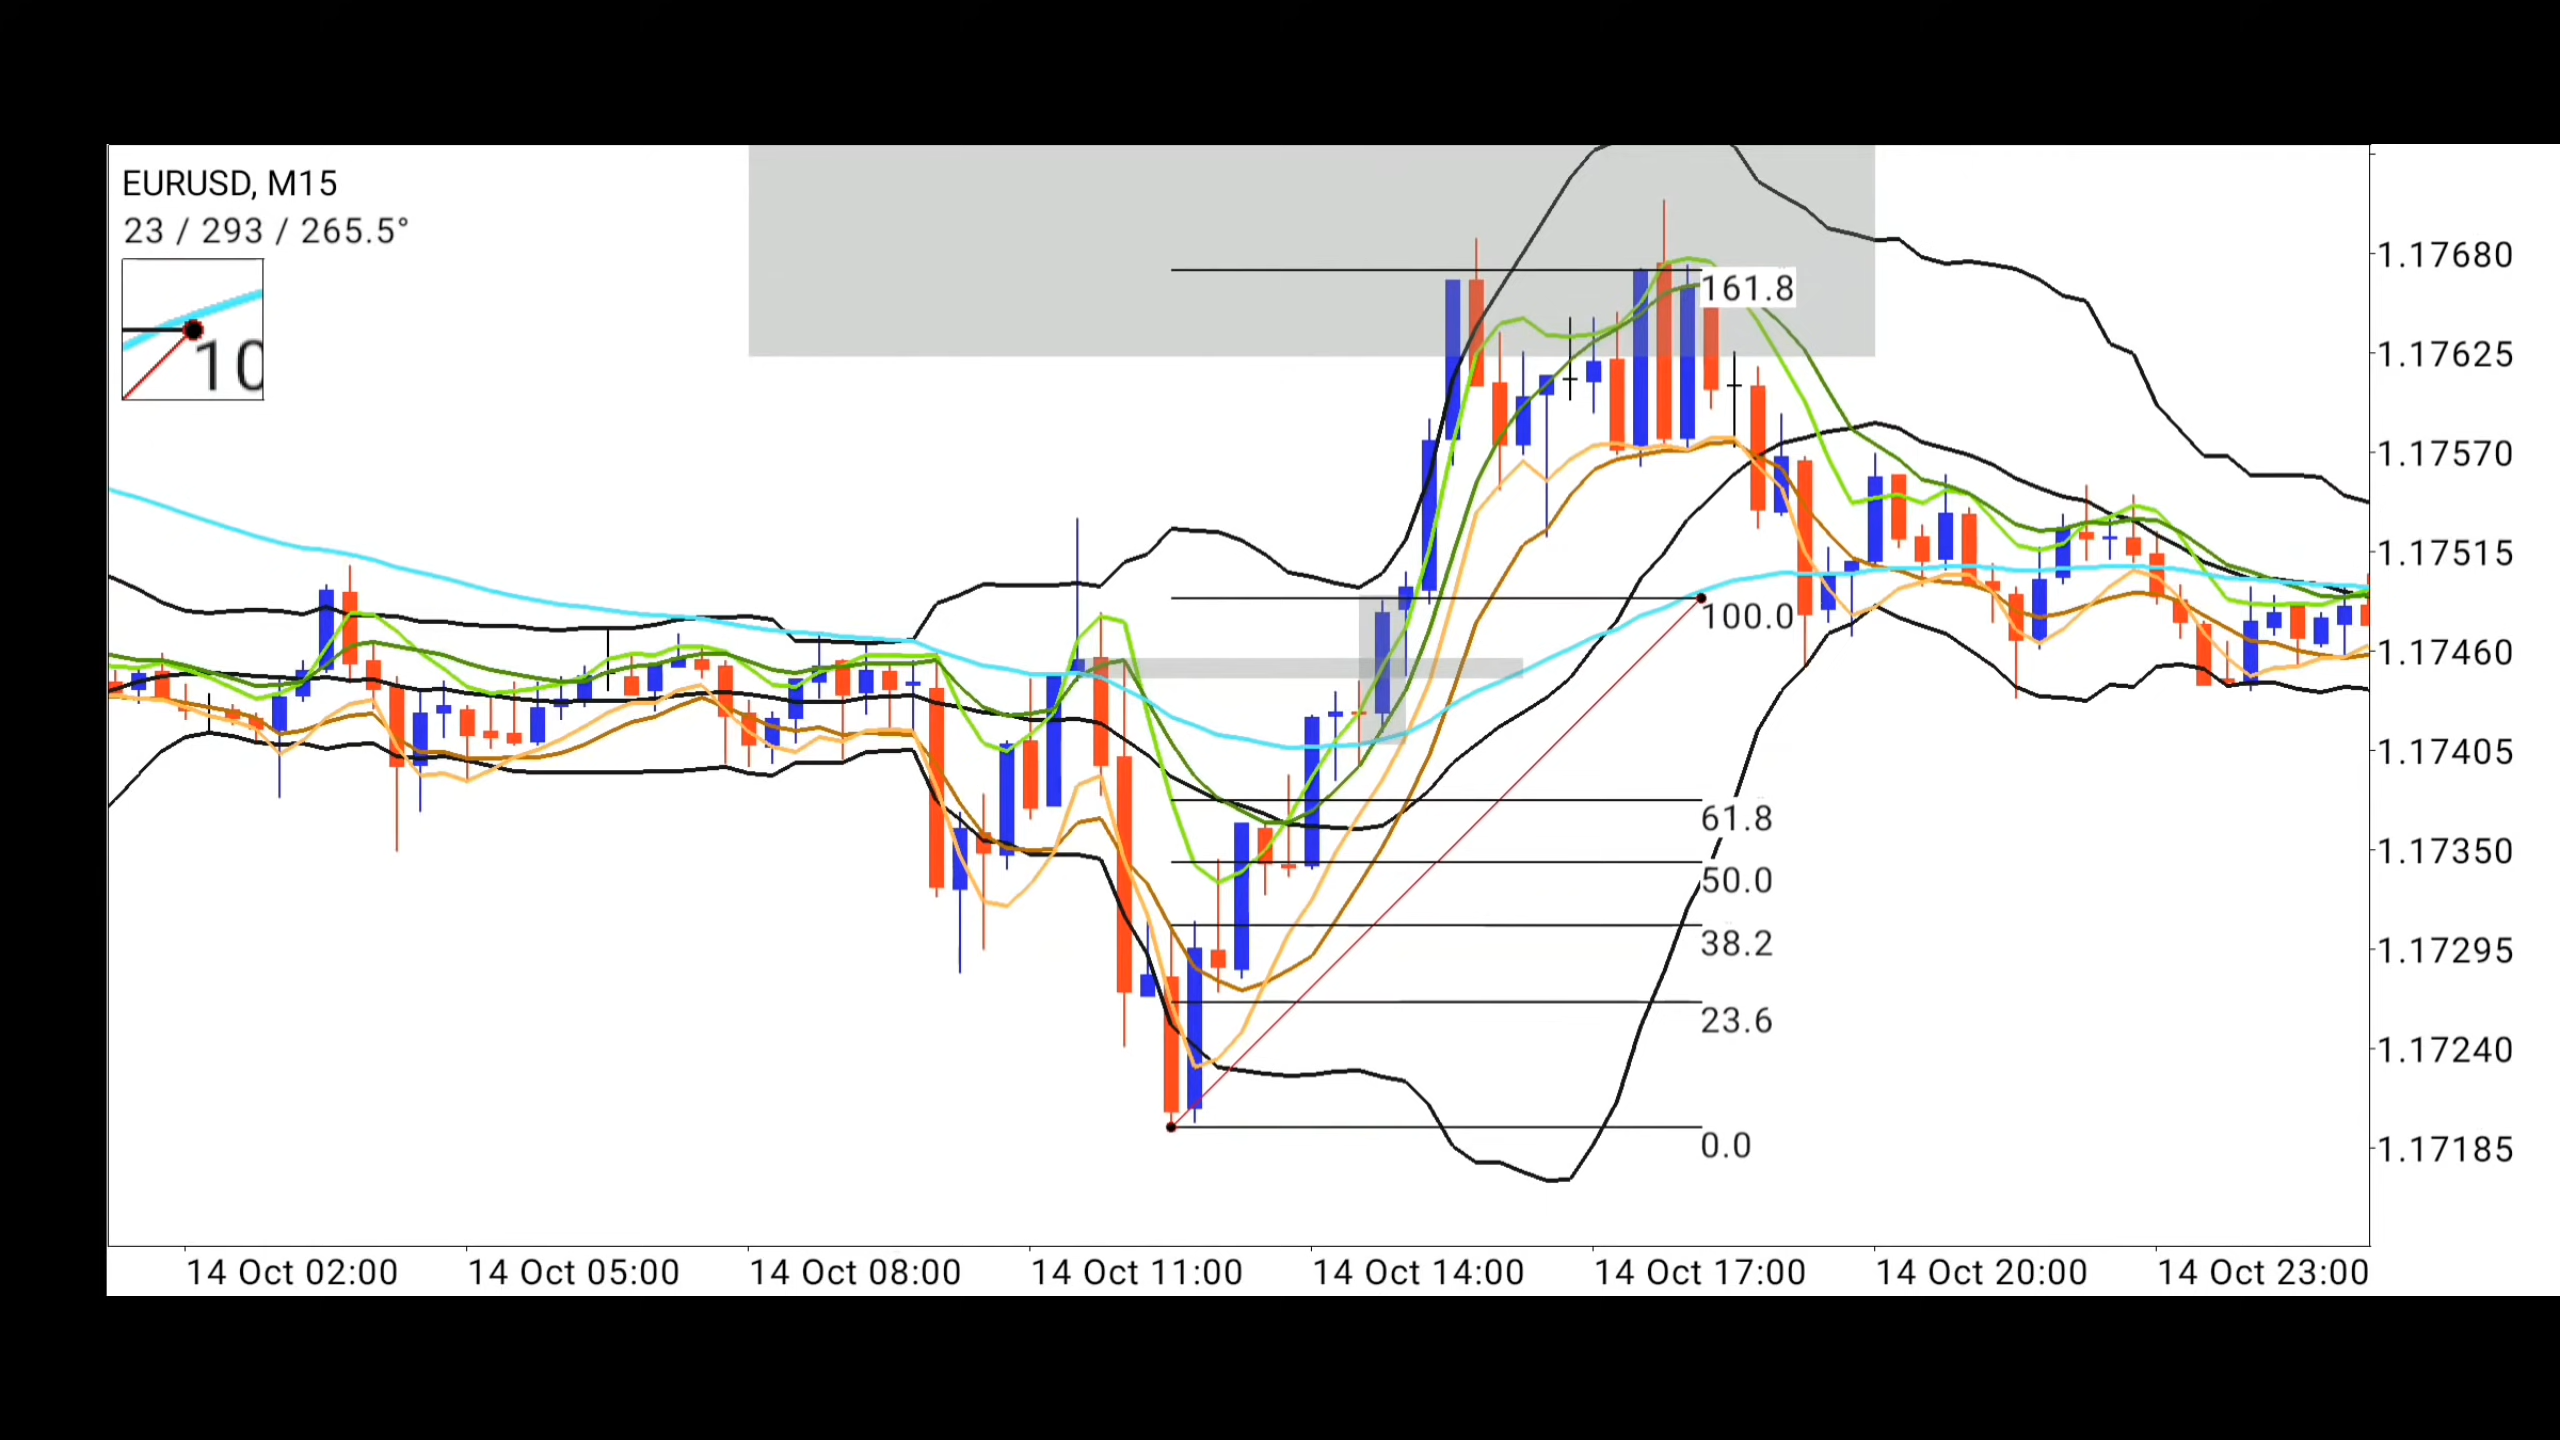 EURUSD, M15
23 / 293 / 265.5°
10
161.8
100.0
61.8
50.0
38.2
23.6
0.0
1.17680
1.17625
1.17570
1.17515
1.17460
1.17405
1.17350
1.17295
1.17240
1.17185
14 Oct 02:00
14 Oct 05:00
14 Oct 08:00
14 Oct 11:00
14 Oct 14:00
14 Oct 17:00
14 Oct 20:00
14 Oct 23:00